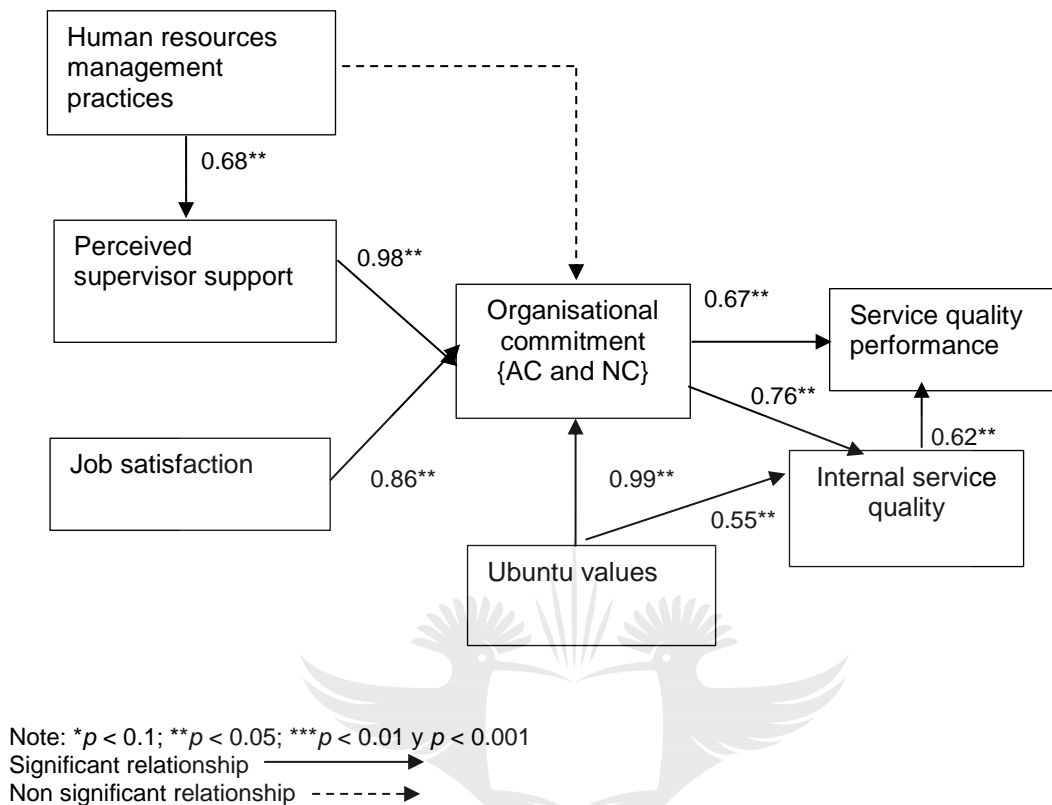 Human resources
management
practices
0.68**
Perceived
supervisor support
0.98**
Organisational
commitment
{AC and NC}
0.67**
Service quality
performance
0.76**
0.62**
Job satisfaction
0.86**
0.99**
Internal service
quality
0.55**
Ubuntu values
Note: *p < 0.1; **p < 0.05; ***p < 0.01 y p < 0.001
Significant relationship
Non significant relationship